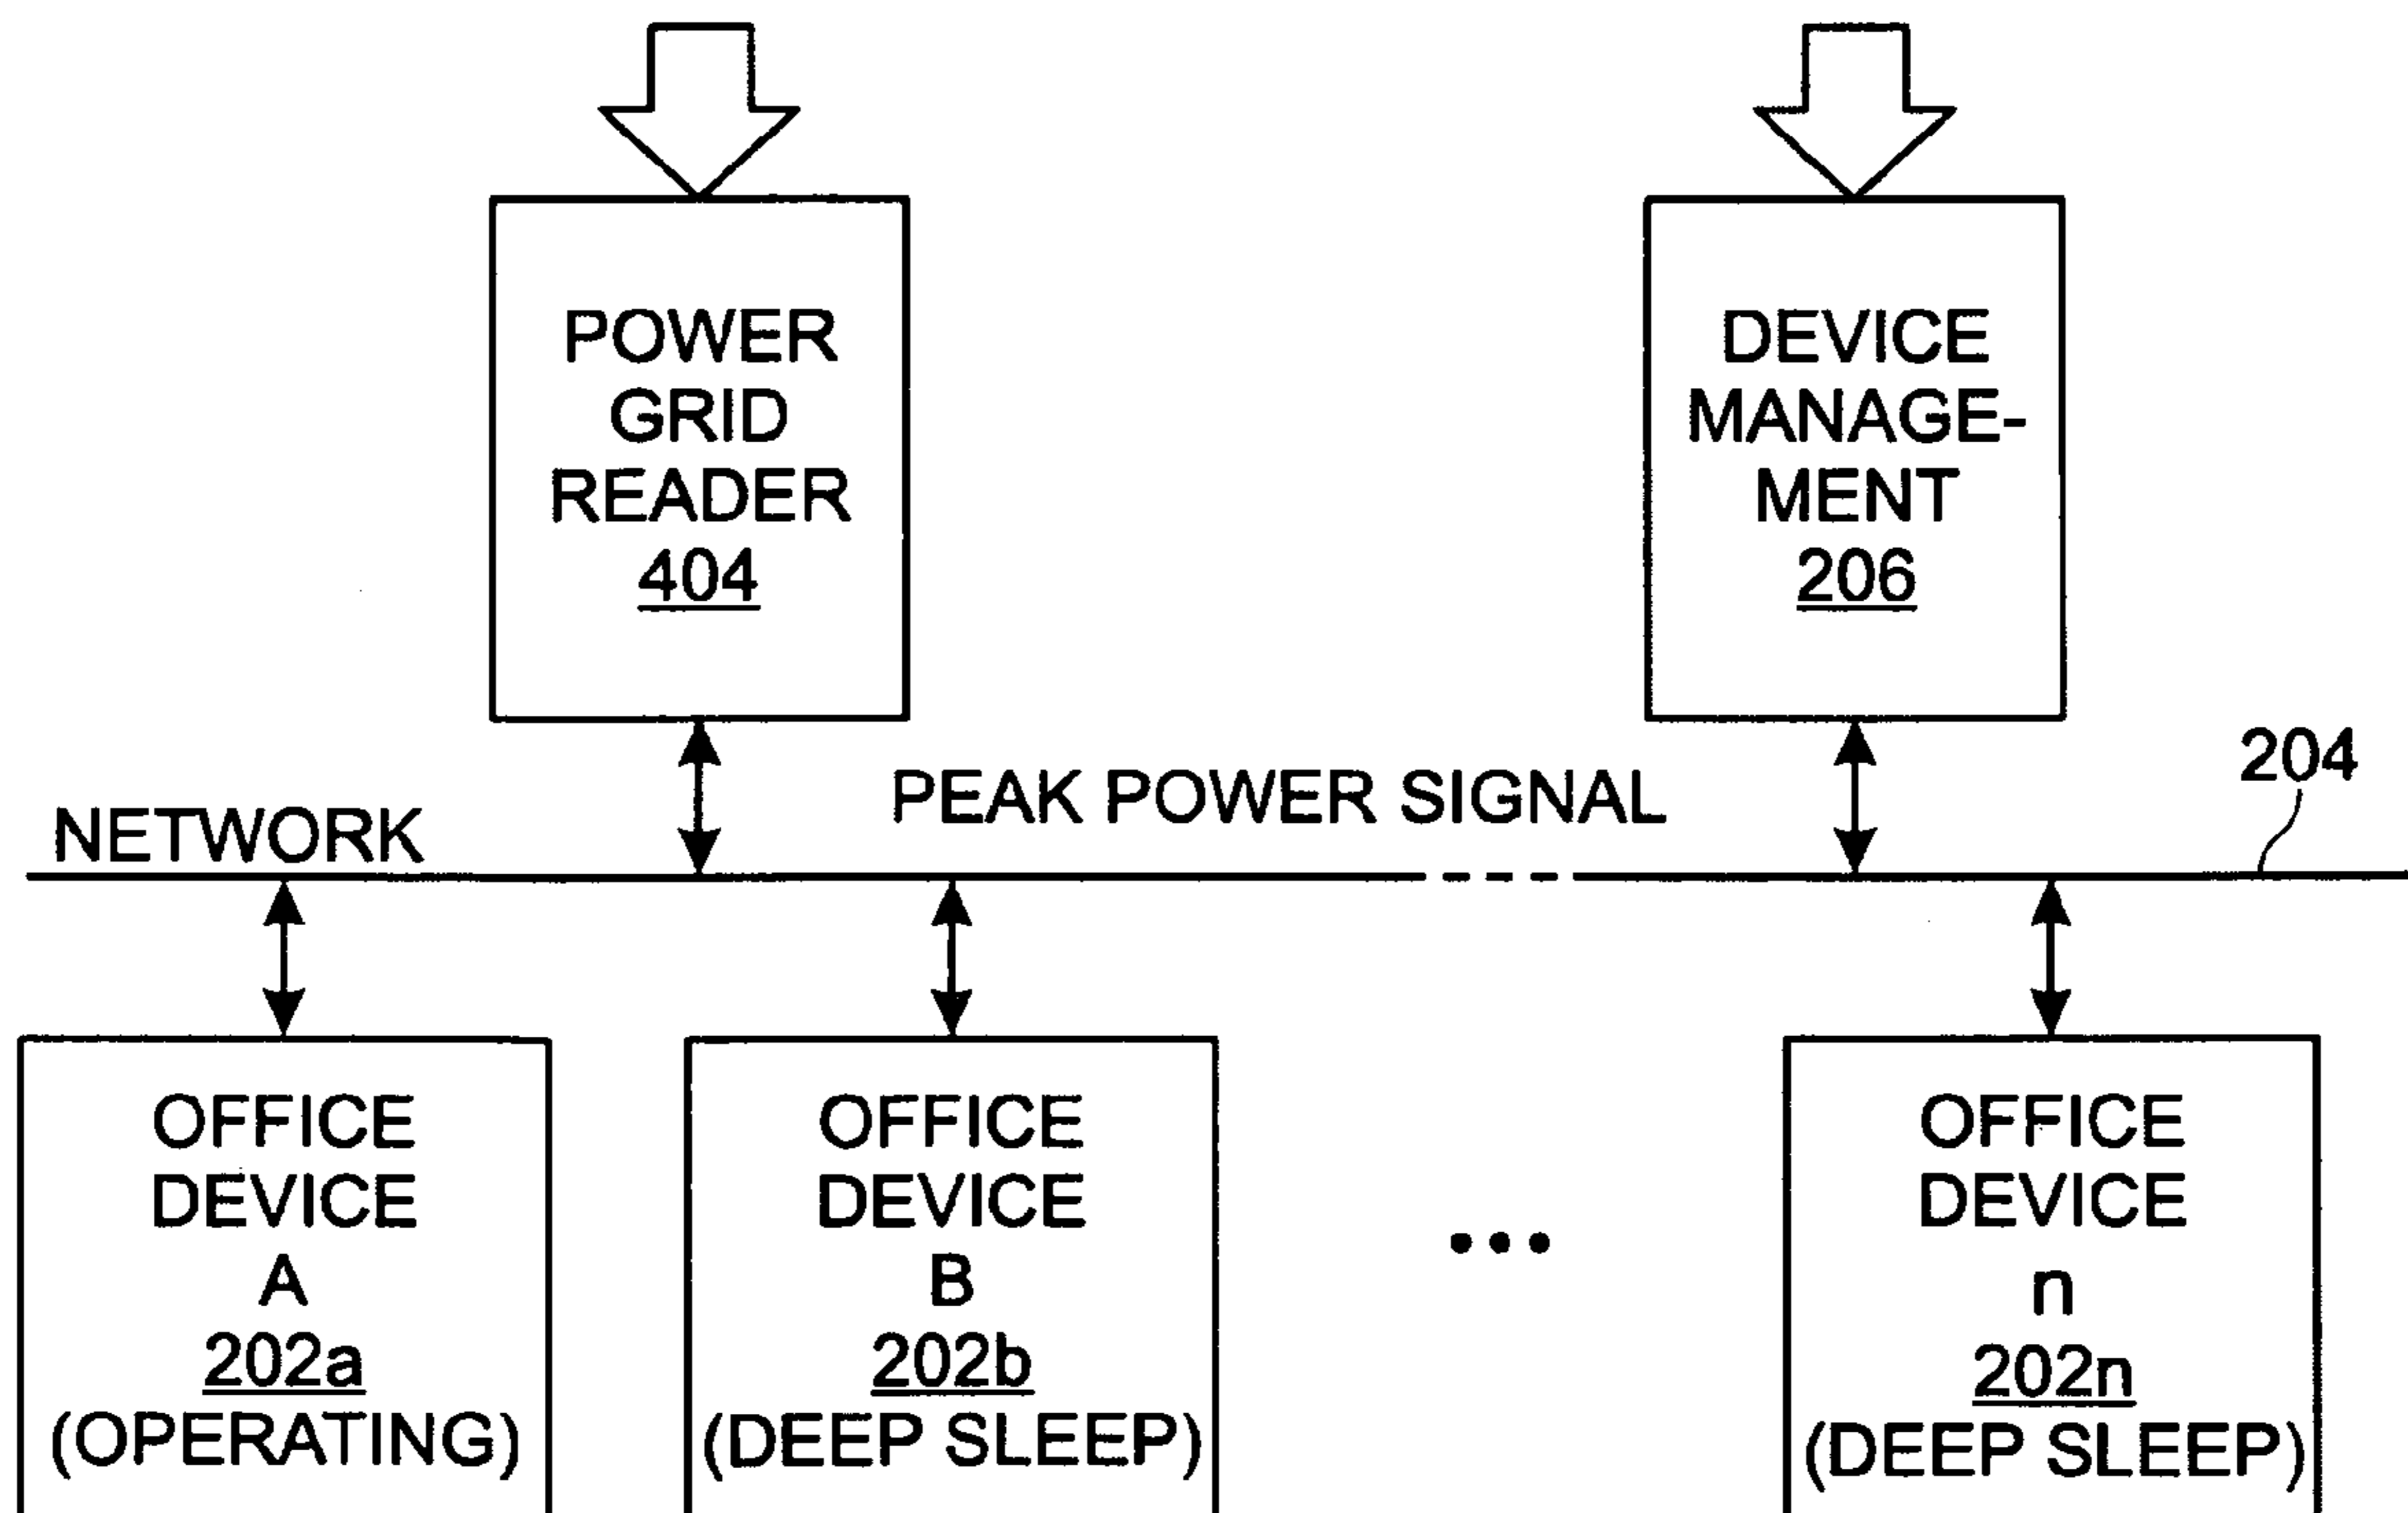 POWER
GRID
READER
404
DEVICE
MANAGE-
MENT
206
NETWORK
PEAK POWER SIGNAL
204
OFFICE
DEVICE
A
202a
(OPERATING)
OFFICE
DEVICE
B
202b
(DEEP SLEEP)
•••
OFFICE
DEVICE
n
202n
(DEEP SLEEP)